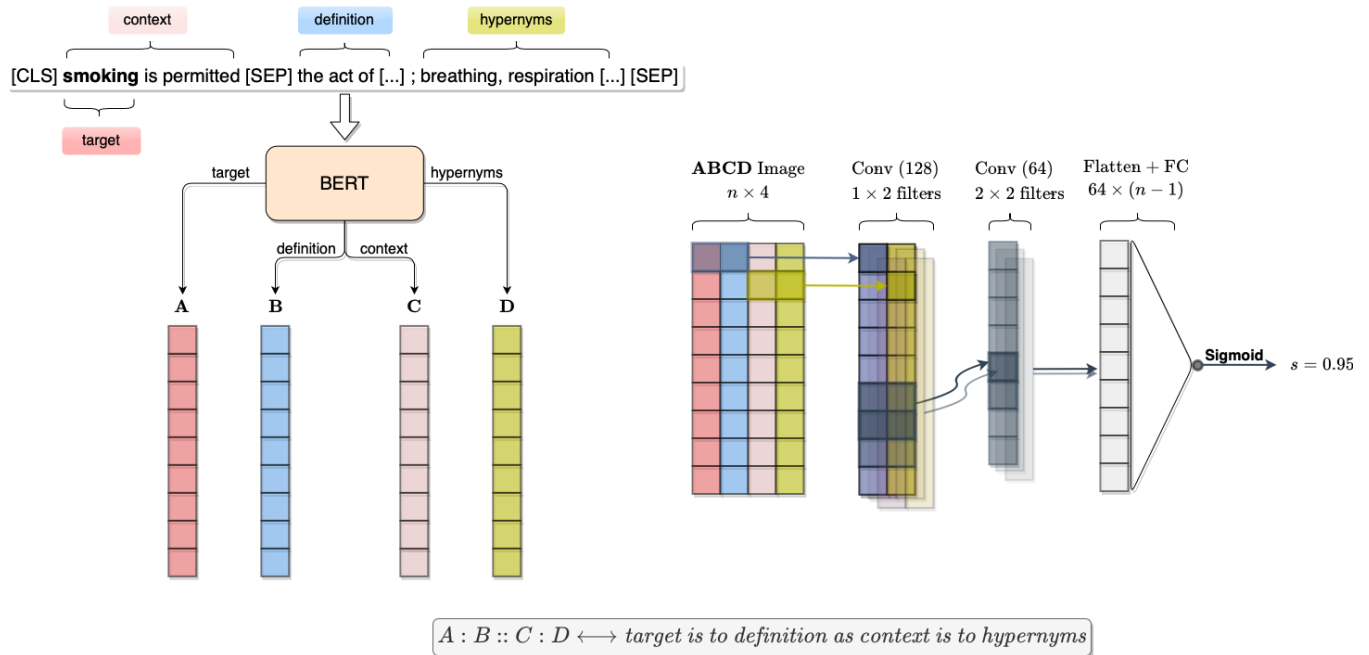 context
definition
hypernyms
[CLS] smoking is permitted [SEP] the act of [...] ; breathing, respiration [...] [SEP]
target
BERT
target
hypernyms
definition
context
A
B
C
D
ABCD Image
n × 4
Conv (128)
1 × 2 filters
Conv (64)
2 × 2 filters
Flatten + FC
64 × (n − 1)
Sigmoid
s = 0.95
A : B :: C : D ⟷ target is to definition as context is to hypernyms